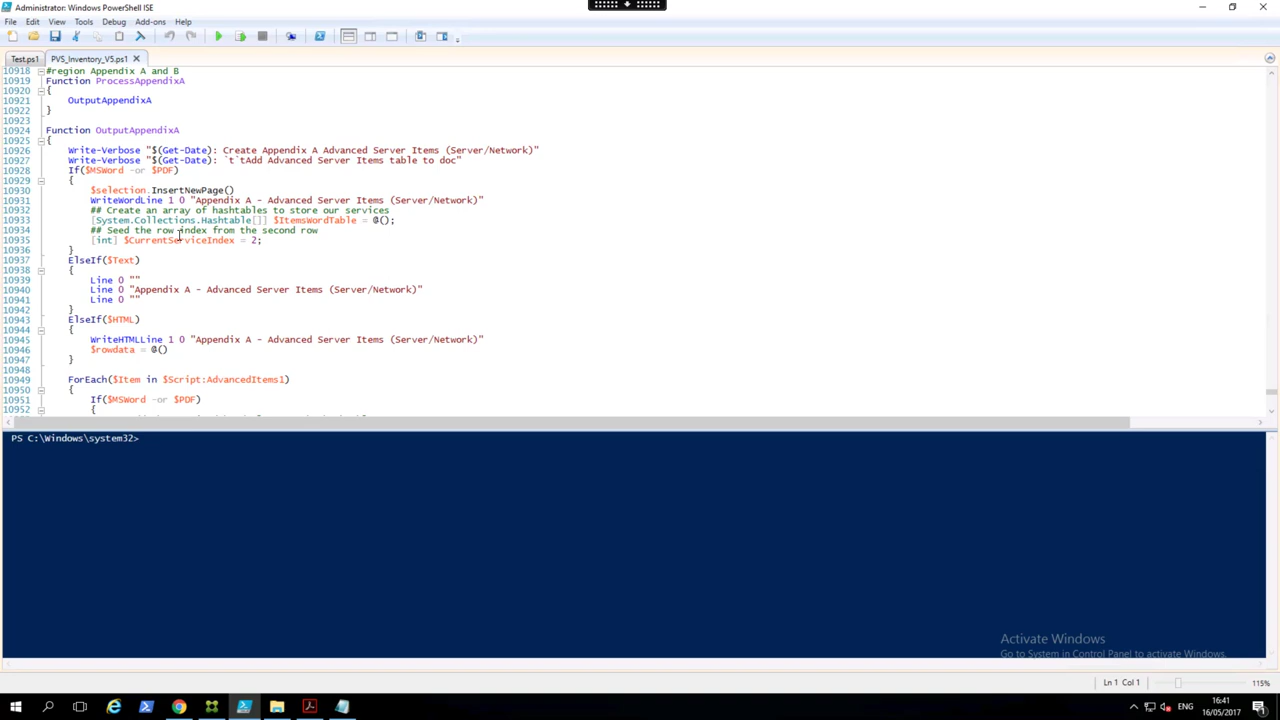 Administrator: Windows PowerShell ISE
File Edit View Tools Debug Add-ons Help
Test.ps1 PVS_Inventory_V5.ps1
10918 #region Appendix A and B
10919 Function ProcessAppendixA
10920 {
10921 OutputAppendixA
10922 }
10923
10924 Function OutputAppendixA
10925 {
10926 Write-Verbose "$(Get-Date): Create Appendix A Advanced Server Items (Server/Network)"
10927 Write-Verbose "$(Get-Date): `t`tAdd Advanced Server Items table to doc"
10928 If($MSWord -or $PDF)
10929 {
10930 $selection.InsertNewPage()
10931 WriteWordLine 1 0 "Appendix A - Advanced Server Items (Server/Network)"
10932 ## Create an array of hashtables to store our services
10933 [System.Collections.Hashtable[]] $ItemsWordTable = @();
10934 ## Seed the row index from the second row
10935 [int] $CurrentServiceIndex = 2;
10936 }
10937 ElseIf($Text)
10938 {
10939 Line 0 ""
10940 Line 0 "Appendix A - Advanced Server Items (Server/Network)"
10941 Line 0 ""
10942 }
10943 ElseIf($HTML)
10944 {
10945 WriteHTMLLine 1 0 "Appendix A - Advanced Server Items (Server/Network)"
10946 $rowdata = @()
10947 }
10948
10949 ForEach($Item in $Script:AdvancedItems1)
10950 {
10951 If($MSWord -or $PDF)
10952 {
PS C:\Windows\system32>
Activate Windows
Go to System in Control Panel to activate Windows.
Ln 1 Col 1 115%
ENG 16:41
16/05/2017